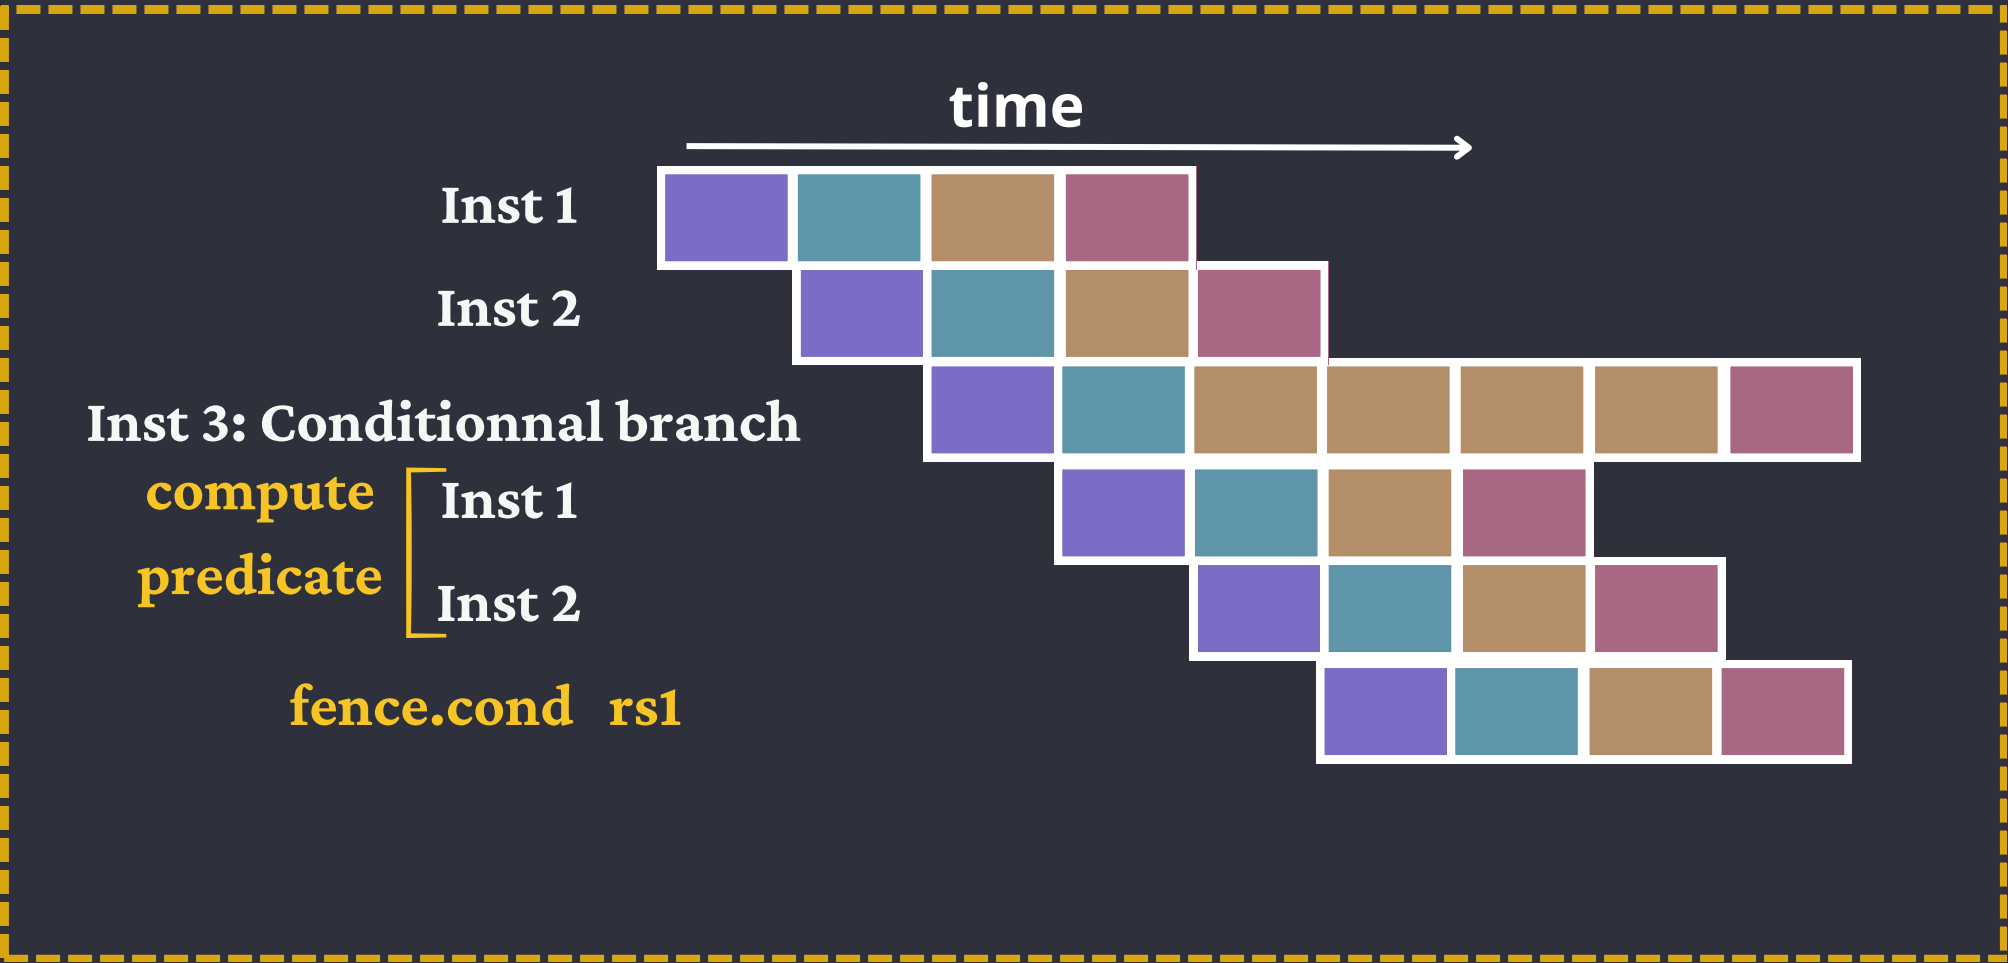 time
Inst 1
Inst 2
Inst 3: Conditionnal branch
compute
predicate
Inst 1
Inst 2
fence.cond rs1